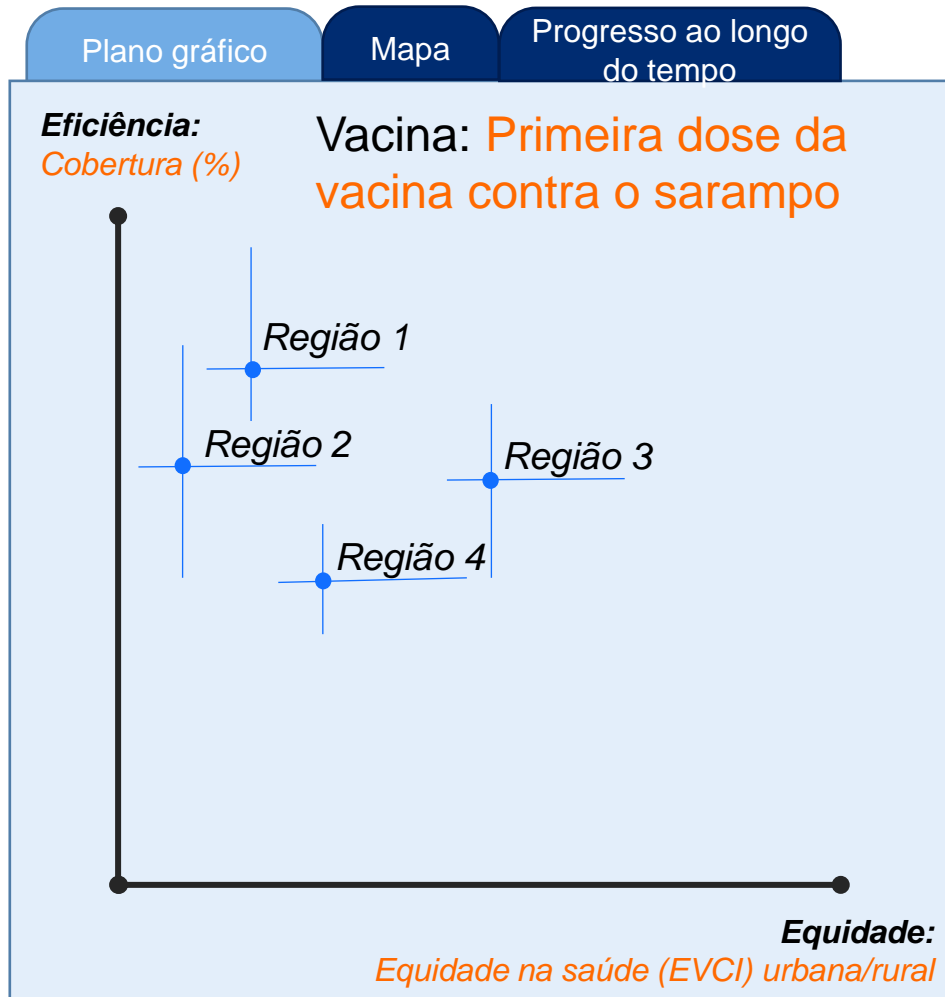 Plano gráfico
Mapa
Progresso ao longo
do tempo
Eficiência:
Cobertura (%)
Vacina: Primeira dose da
vacina contra o sarampo
Região 1
Região 2
Região 3
Região 4
Equidade:
Equidade na saúde (EVCI) urbana/rural